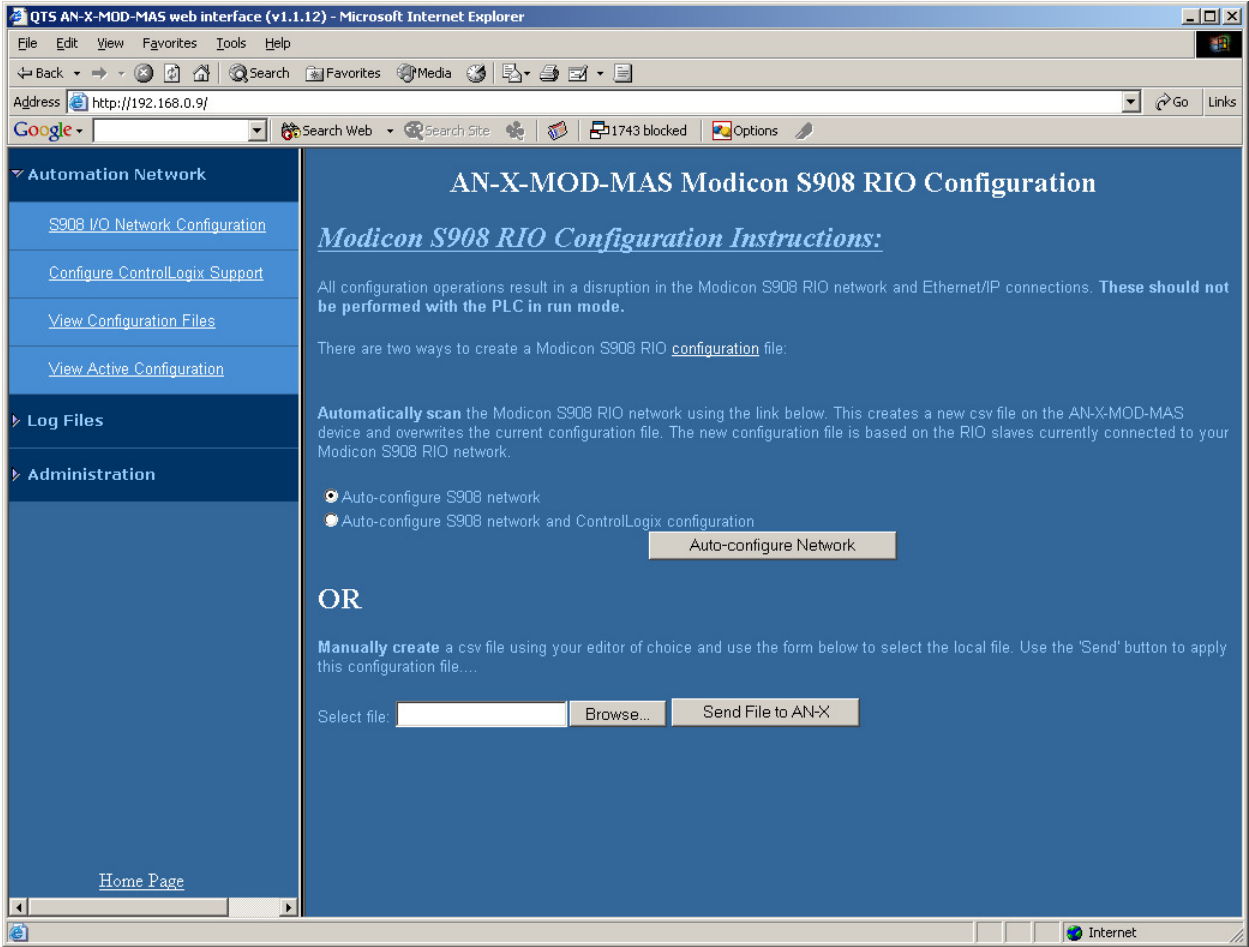 QTS AN-X-MOD-MAS web interface (v1.1.12) - Microsoft Internet Explorer
File Edit View Favorites Tools Help
Back Search Favorites Media
Address http://192.168.0.9/ Go Links
Google Search Web Search Site 1743 blocked Options
Automation Network
S908 I/O Network Configuration
Configure ControlLogix Support
View Configuration Files
View Active Configuration
Log Files
Administration
Home Page
AN-X-MOD-MAS Modicon S908 RIO Configuration
Modicon S908 RIO Configuration Instructions:
All configuration operations result in a disruption in the Modicon S908 RIO network and Ethernet/IP connections. These should not
be performed with the PLC in run mode.
There are two ways to create a Modicon S908 RIO configuration file:
Automatically scan the Modicon S908 RIO network using the link below. This creates a new csv file on the AN-X-MOD-MAS
device and overwrites the current configuration file. The new configuration file is based on the RIO slaves currently connected to your
Modicon S908 RIO network.
Auto-configure S908 network
Auto-configure S908 network and ControlLogix configuration
Auto-configure Network
OR
Manually create a csv file using your editor of choice and use the form below to select the local file. Use the 'Send' button to apply
this configuration file....
Select file: Browse... Send File to AN-X
Internet